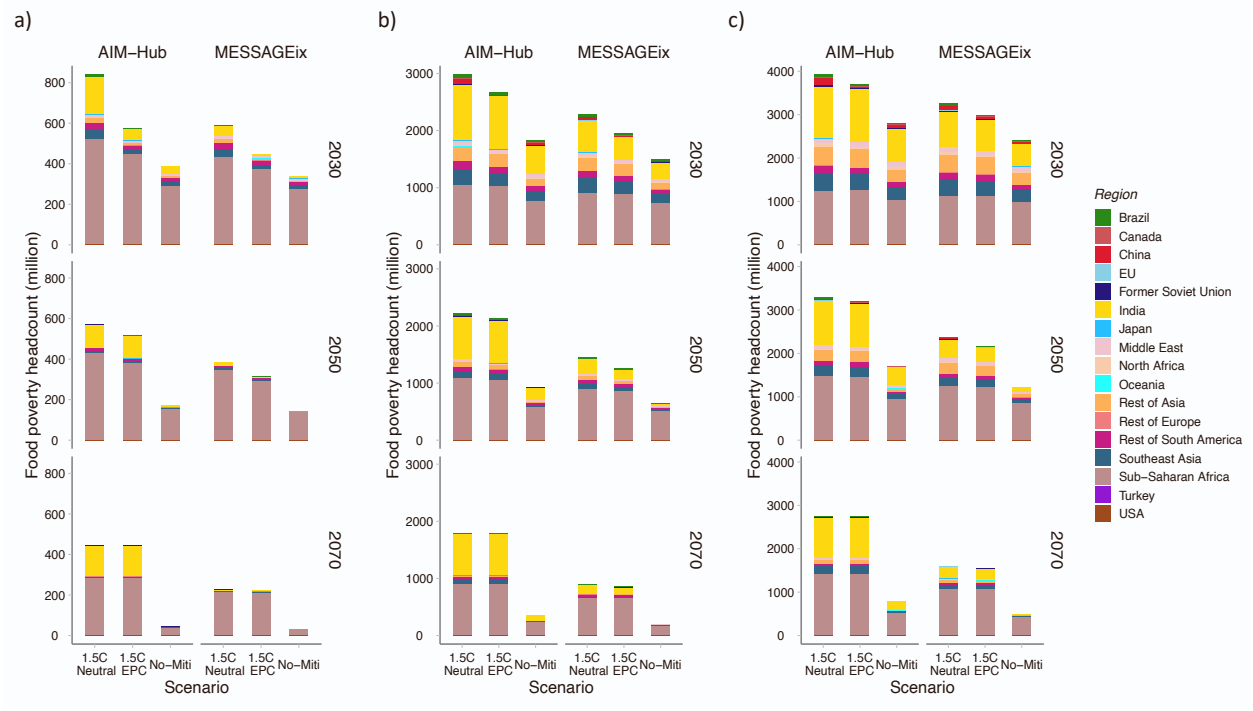 a)
AIM−Hub
MESSAGEix
Food poverty headcount (million)
800
600
400
200
0
2030
800
600
400
200
0
2050
800
600
400
200
0
2070
1.5C Neutral
1.5C EPC
No−Miti
1.5C Neutral
1.5C EPC
No−Miti
Scenario
b)
AIM−Hub
MESSAGEix
Food poverty headcount (million)
3000
2000
1000
0
2030
3000
2000
1000
0
2050
3000
2000
1000
0
2070
1.5C Neutral
1.5C EPC
No−Miti
1.5C Neutral
1.5C EPC
No−Miti
Scenario
c)
AIM−Hub
MESSAGEix
Food poverty headcount (million)
4000
3000
2000
1000
0
2030
4000
3000
2000
1000
0
2050
4000
3000
2000
1000
0
2070
1.5C Neutral
1.5C EPC
No−Miti
1.5C Neutral
1.5C EPC
No−Miti
Scenario
Region
Brazil
Canada
China
EU
Former Soviet Union
India
Japan
Middle East
North Africa
Oceania
Rest of Asia
Rest of Europe
Rest of South America
Southeast Asia
Sub−Saharan Africa
Turkey
USA